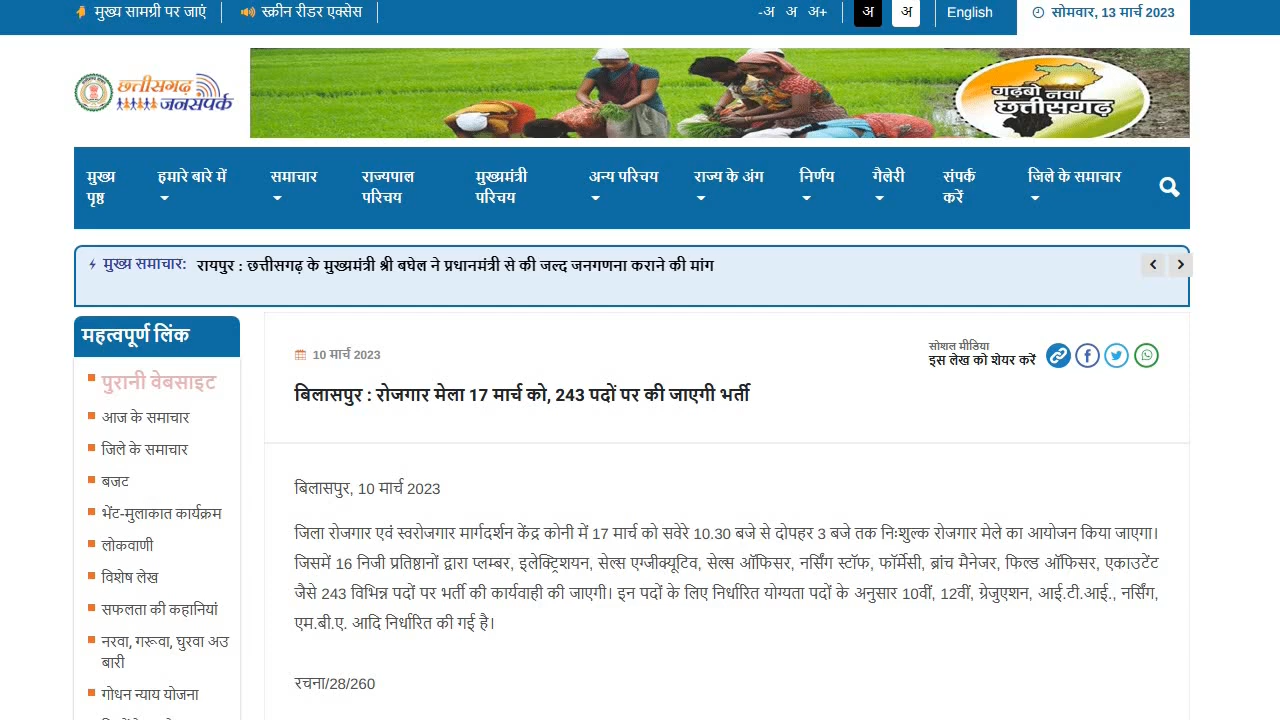 मुख्य सामग्री पर जाएं
स्क्रीन रीडर एक्सेस
-अ अ अ+
अ अ
English
सोमवार, 13 मार्च 2023
छत्तीसगढ़
जनसंपर्क
गढ़बो नवा
छत्तीसगढ़
मुख्य पृष्ठ
हमारे बारे में
समाचार
राज्यपाल परिचय
मुख्यमंत्री परिचय
अन्य परिचय
राज्य के अंग
निर्णय
गैलेरी
संपर्क करें
जिले के समाचार
मुख्य समाचार: रायपुर : छत्तीसगढ़ के मुख्यमंत्री श्री बघेल ने प्रधानमंत्री से की जल्द जनगणना कराने की मांग
महत्वपूर्ण लिंक
पुरानी वेबसाइट
आज के समाचार
जिले के समाचार
बजट
भेंट-मुलाकात कार्यक्रम
लोकवाणी
विशेष लेख
सफलता की कहानियां
नरवा, गरूवा, घुरवा अउ
बारी
गोधन न्याय योजना
10 मार्च 2023
सोशल मीडिया
इस लेख को शेयर करें
बिलासपुर : रोजगार मेला 17 मार्च को, 243 पदों पर की जाएगी भर्ती
बिलासपुर, 10 मार्च 2023
जिला रोजगार एवं स्वरोजगार मार्गदर्शन केंद्र कोनी में 17 मार्च को सवेरे 10.30 बजे से दोपहर 3 बजे तक निःशुल्क रोजगार मेले का आयोजन किया जाएगा।
जिसमें 16 निजी प्रतिष्ठानों द्वारा प्लम्बर, इलेक्ट्रिशयन, सेल्स एग्जीक्यूटिव, सेल्स ऑफिसर, नर्सिंग स्टॉफ, फॉर्मेसी, ब्रांच मैनेजर, फिल्ड ऑफिसर, एकाउटेंट
जैसे 243 विभिन्न पदों पर भर्ती की कार्यवाही की जाएगी। इन पदों के लिए निर्धारित योग्यता पदों के अनुसार 10वीं, 12वीं, ग्रेजुएशन, आई.टी.आई., नर्सिंग,
एम.बी.ए. आदि निर्धारित की गई है।
रचना/28/260